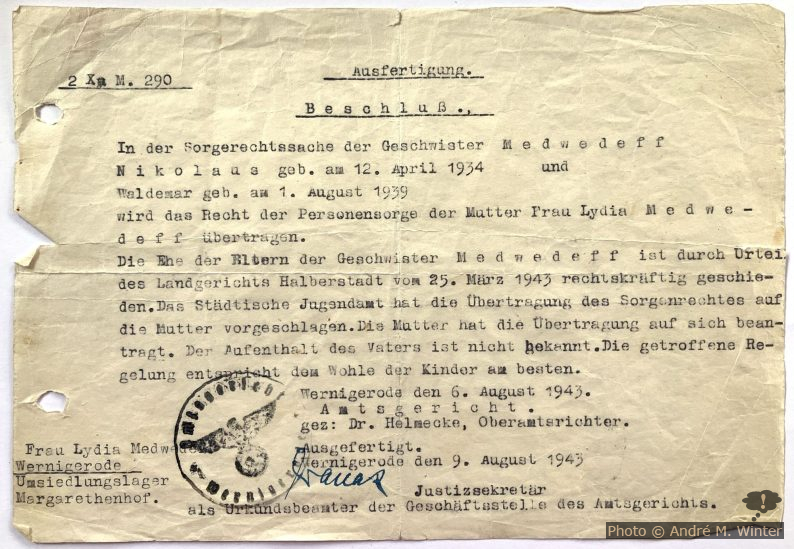 Ausfertigung.
2 Xa M. 290
Beschluß.,
In der Sorgerechtssache der Geschwister Medwedeff
Nikolaus geb. am 12. April 1934 und
Waldemar geb. am 1. August 1939
wird das Recht der Personensorge der Mutter Frau Lydia Medwe-
deff übertragen.
Die Ehe der Eltern der Geschwister Medwedeff ist durch Urtei
des Landgerichts Halberstadt vom 25. März 1943 rechtskräftig geschie-
den.Das Städtische Jugendamt hat die Übertragung des Sorgenrechtes auf
die Mutter vorgeschlagen.Die Mutter hat die Übertragung auf sich bean-
tragt. Der Aufenthalt des Vaters ist nicht bekannt.Die getroffene Re-
gelung entspricht dem Wohle der Kinder am besten.
Wernigerode den 6. August 1943.
Amtsgericht.
gez: Dr. Helmecke, Oberamtsrichter.
Ausgefertigt.
Wernigerode den 9. August 1943
Justizsekretär
als Urkundsbeamter der Geschäftsstelle des Amtsgerichts.
Frau Lydia Medwede
Wernigerode
Umsiedlungslager
Margarethenhof.
Amtsgericht
Photo © André M. Winter